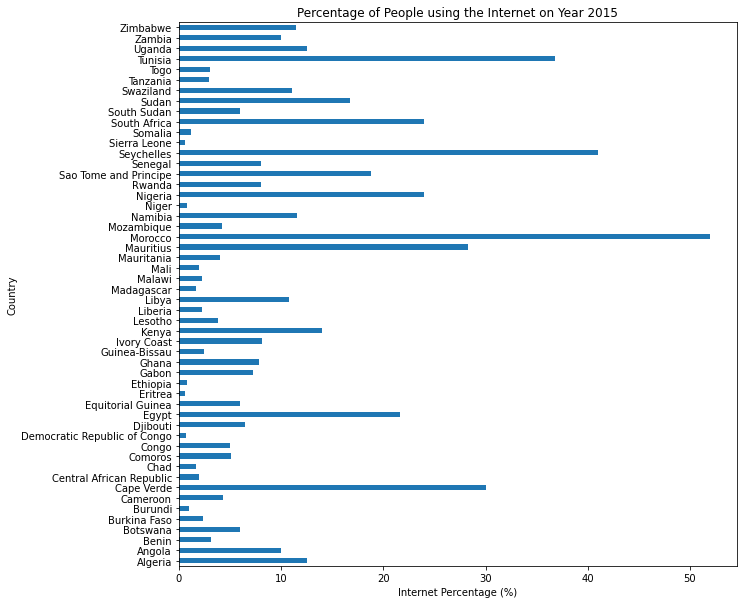 Percentage of People using the Internet on Year 2015
Zimbabwe
Zambia
Uganda
Tunisia
Togo
Tanzania
Swaziland
Sudan
South Sudan
South Africa
Somalia
Sierra Leone
Seychelles
Senegal
Sao Tome and Principe
Rwanda
Nigeria
Niger
Namibia
Mozambique
Morocco
Mauritius
Mauritania
Mali
Malawi
Madagascar
Libya
Liberia
Lesotho
Kenya
Ivory Coast
Guinea-Bissau
Ghana
Gabon
Ethiopia
Eritrea
Equitorial Guinea
Egypt
Djibouti
Democratic Republic of Congo
Congo
Comoros
Chad
Central African Republic
Cape Verde
Cameroon
Burundi
Burkina Faso
Botswana
Benin
Angola
Algeria
Country
0 10 20 30 40 50
Internet Percentage (%)